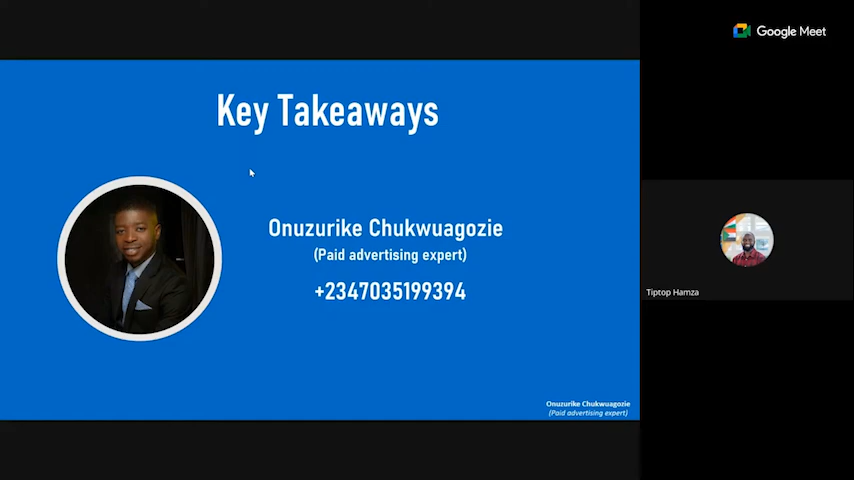 Google Meet
Key Takeaways
Onuzurike Chukwuagozie
(Paid advertising expert)
+2347035199394
Tiptop Hamza
Onuzurike Chukwuagozie
(Paid advertising expert)